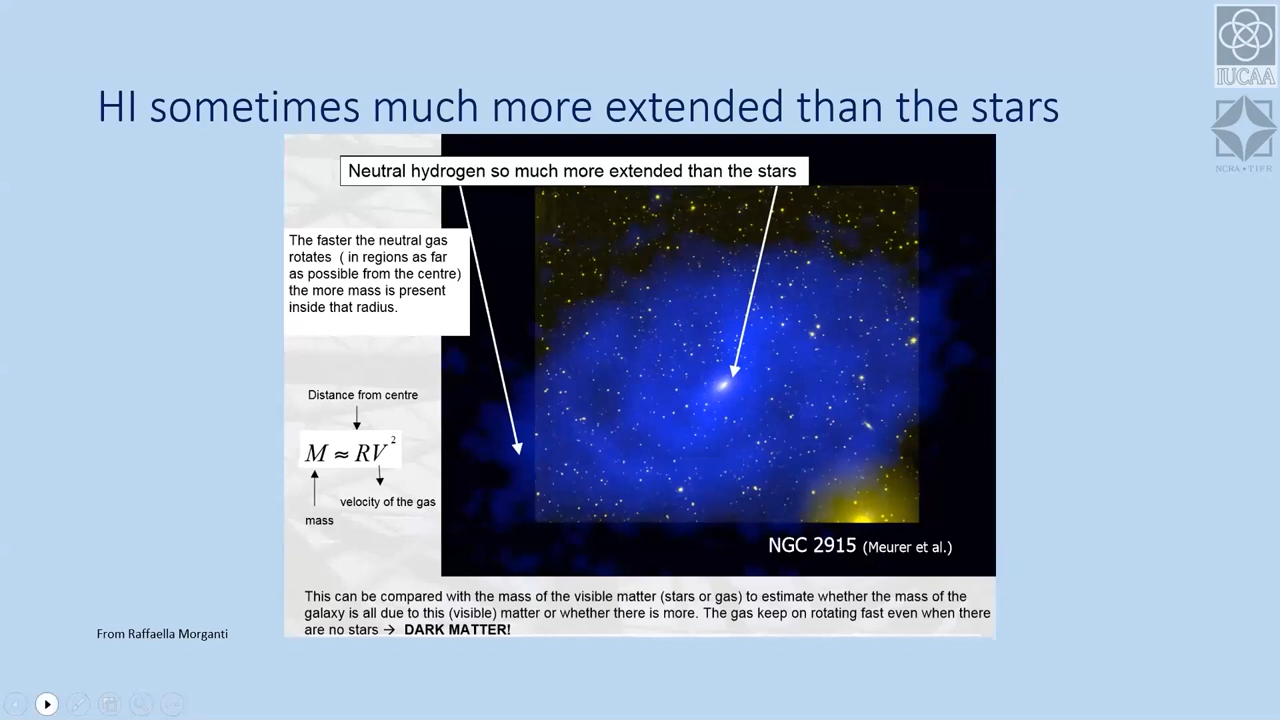 IUCAA
NCRA • TIFR
HI sometimes much more extended than the stars
Neutral hydrogen so much more extended than the stars
The faster the neutral gas
rotates ( in regions as far
as possible from the centre)
the more mass is present
inside that radius.
Distance from centre
M ≈ RV²
velocity of the gas
mass
NGC 2915 (Meurer et al.)
This can be compared with the mass of the visible matter (stars or gas) to estimate whether the mass of the
galaxy is all due to this (visible) matter or whether there is more. The gas keep on rotating fast even when there
are no stars → DARK MATTER!
From Raffaella Morganti